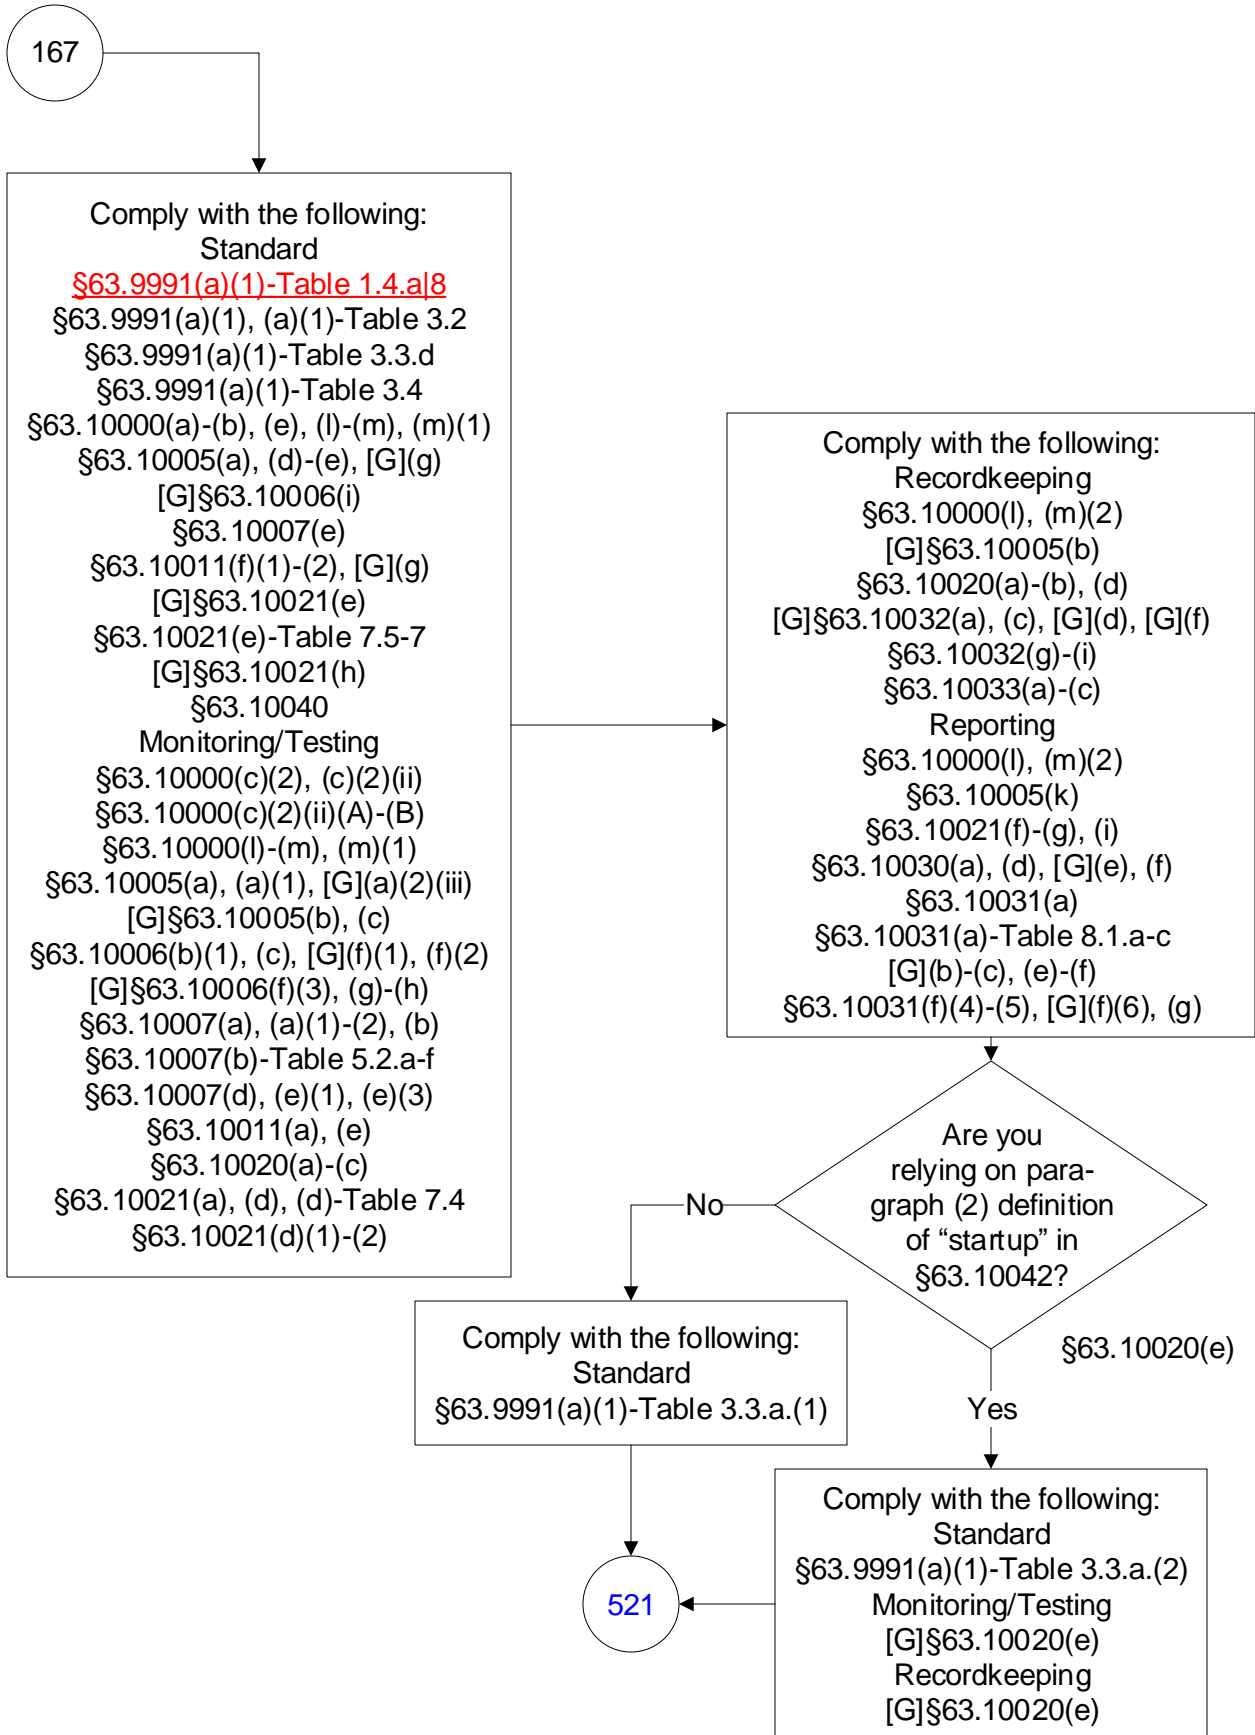 167
Comply with the following:
Standard
§63.9991(a)(1)-Table 1.4.a|8
§63.9991(a)(1), (a)(1)-Table 3.2
§63.9991(a)(1)-Table 3.3.d
§63.9991(a)(1)-Table 3.4
§63.10000(a)-(b), (e), (l)-(m), (m)(1)
§63.10005(a), (d)-(e), [G](g)
[G]§63.10006(i)
§63.10007(e)
§63.10011(f)(1)-(2), [G](g)
[G]§63.10021(e)
§63.10021(e)-Table 7.5-7
[G]§63.10021(h)
§63.10040
Monitoring/Testing
§63.10000(c)(2), (c)(2)(ii)
§63.10000(c)(2)(ii)(A)-(B)
§63.10000(l)-(m), (m)(1)
§63.10005(a), (a)(1), [G](a)(2)(iii)
[G]§63.10005(b), (c)
§63.10006(b)(1), (c), [G](f)(1), (f)(2)
[G]§63.10006(f)(3), (g)-(h)
§63.10007(a), (a)(1)-(2), (b)
§63.10007(b)-Table 5.2.a-f
§63.10007(d), (e)(1), (e)(3)
§63.10011(a), (e)
§63.10020(a)-(c)
§63.10021(a), (d), (d)-Table 7.4
§63.10021(d)(1)-(2)
Comply with the following:
Recordkeeping
§63.10000(l), (m)(2)
[G]§63.10005(b)
§63.10020(a)-(b), (d)
[G]§63.10032(a), (c), [G](d), [G](f)
§63.10032(g)-(i)
§63.10033(a)-(c)
Reporting
§63.10000(l), (m)(2)
§63.10005(k)
§63.10021(f)-(g), (i)
§63.10030(a), (d), [G](e), (f)
§63.10031(a)
§63.10031(a)-Table 8.1.a-c
[G](b)-(c), (e)-(f)
§63.10031(f)(4)-(5), [G](f)(6), (g)
Are you
relying on para-
graph (2) definition
of “startup” in
§63.10042?
§63.10020(e)
No
Comply with the following:
Standard
§63.9991(a)(1)-Table 3.3.a.(1)
Yes
Comply with the following:
Standard
§63.9991(a)(1)-Table 3.3.a.(2)
Monitoring/Testing
[G]§63.10020(e)
Recordkeeping
[G]§63.10020(e)
521